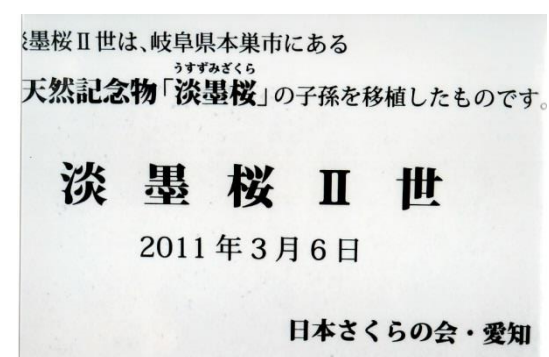 淡墨桜Ⅱ世は、岐阜県本巣市にある
うすずみざくら
天然記念物「淡墨桜」の子孫を移植したものです。
淡墨桜Ⅱ世
2011年3月6日
日本さくらの会・愛知